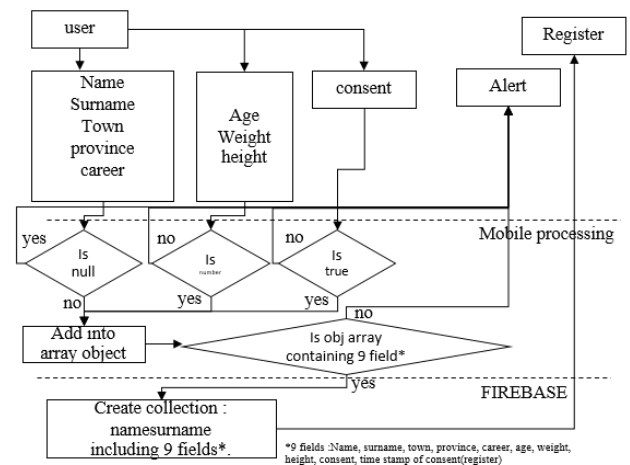 user
Register
Name
Surname
Town
province
career
Age
Weight
height
consent
Alert
yes
no
no
Mobile processing
Is
null
Is
number
Is
true
no
yes
yes
no
Add into
array object
Is obj array
containing 9 field*
yes
FIREBASE
Create collection :
namesurname
including 9 fields*.
*9 fields :Name, surname, town, province, career, age, weight,
height, consent, time stamp of consent(register)